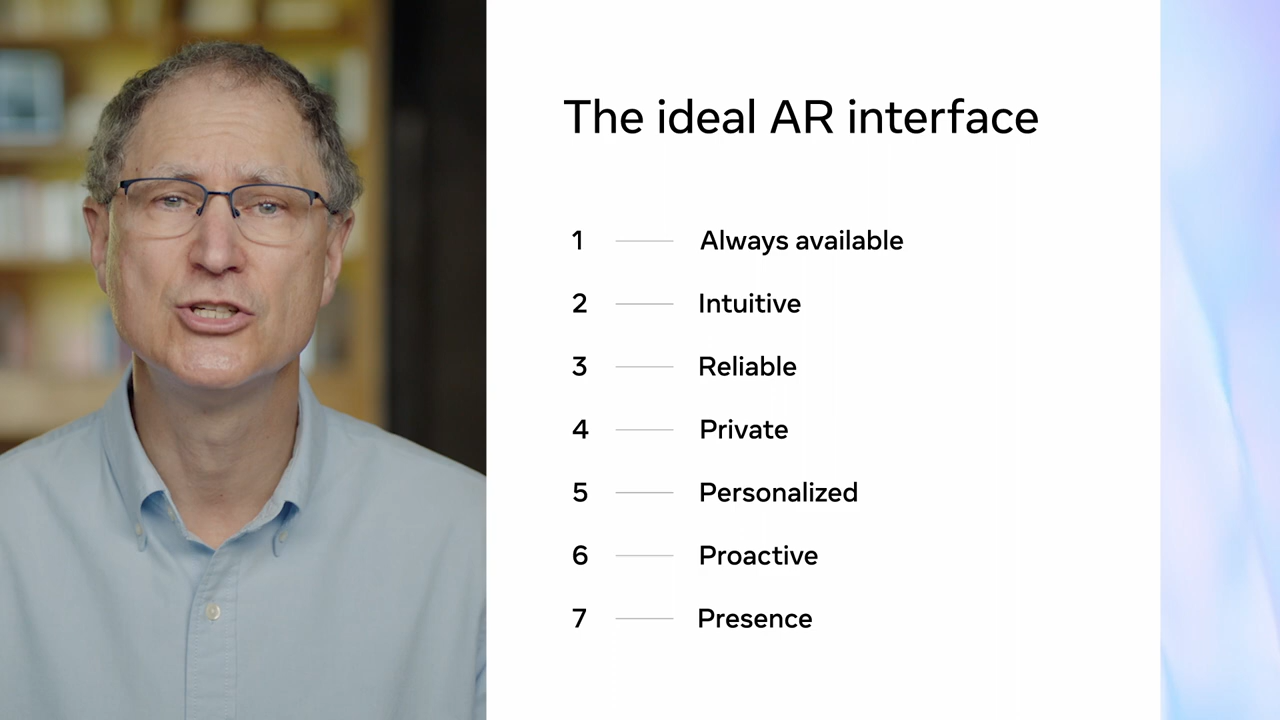 The ideal AR interface
1 Always available
2 Intuitive
3 Reliable
4 Private
5 Personalized
6 Proactive
7 Presence